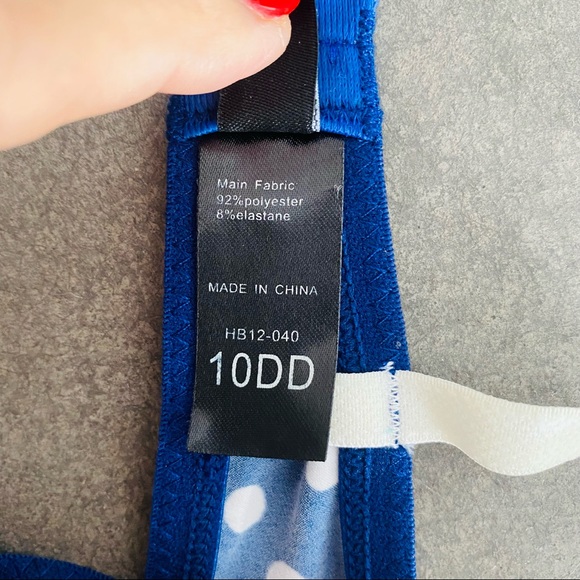 Main Fabric
92%polyester
8%elastane
MADE IN CHINA
HB12-040
10DD